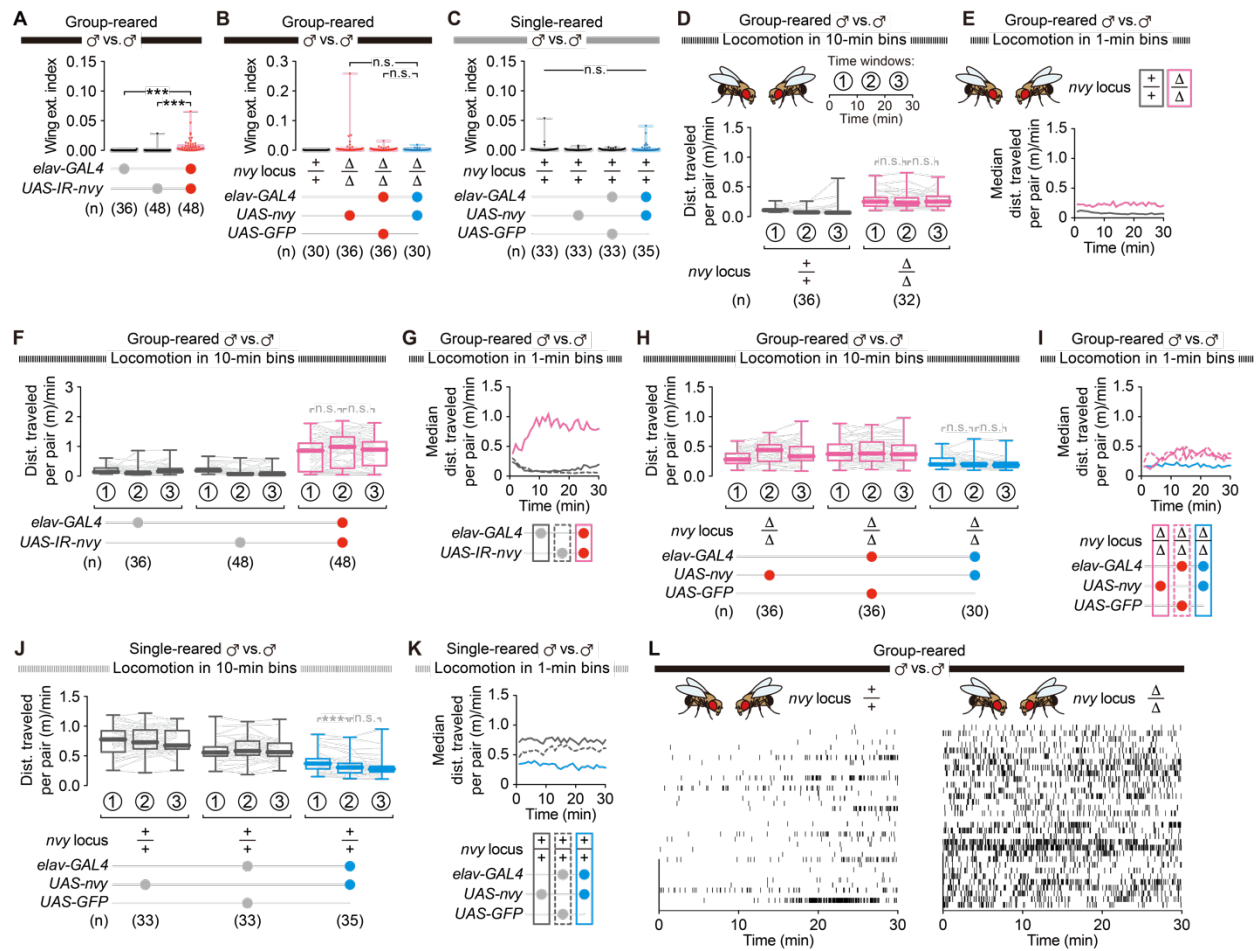 A
Group-reared
♂ vs.♂
Wing ext. index
0.20
0.15
0.10
0.05
0.00
***
***
elav-GAL4
UAS-IR-nvy
(n) (36) (48) (48)
B
Group-reared
♂ vs.♂
Wing ext. index
0.3
0.2
0.1
0.0
n.s.
n.s.
nvy locus +/+ Δ/Δ Δ/Δ Δ/Δ
elav-GAL4
UAS-nvy
UAS-GFP
(n) (30) (36) (36) (30)
C
Single-reared
♂ vs.♂
Wing ext. index
0.20
0.15
0.10
0.05
0.00
n.s.
nvy locus +/+ +/+ +/+ +/+
elav-GAL4
UAS-nvy
UAS-GFP
(n) (33) (33) (33) (35)
D
Group-reared ♂ vs.♂
Locomotion in 10-min bins
Time windows:
① ② ③
0 10 20 30
Time (min)
Dist. traveled
per pair (m)/min
1.5
1.0
0.5
0.0
n.s. n.s.
① ② ③ ① ② ③
nvy locus +/+ Δ/Δ
(n) (36) (32)
E
Group-reared ♂ vs.♂
Locomotion in 1-min bins
nvy locus +/+ Δ/Δ
Median
dist. traveled
per pair (m)/min
1.5
1.0
0.5
0
0 10 20 30
Time (min)
F
Group-reared ♂ vs.♂
Locomotion in 10-min bins
Dist. traveled
per pair (m)/min
3
2
1
0
n.s. n.s.
① ② ③ ① ② ③ ① ② ③
elav-GAL4
UAS-IR-nvy
(n) (36) (48) (48)
G
Group-reared ♂ vs.♂
Locomotion in 1-min bins
Median
dist. traveled
per pair (m)/min
1.5
1.0
0.5
0
0 10 20 30
Time (min)
elav-GAL4
UAS-IR-nvy
H
Group-reared ♂ vs.♂
Locomotion in 10-min bins
Dist. traveled
per pair (m)/min
1.5
1.0
0.5
0.0
n.s. n.s.
① ② ③ ① ② ③ ① ② ③
nvy locus Δ/Δ Δ/Δ Δ/Δ
elav-GAL4
UAS-nvy
UAS-GFP
(n) (36) (36) (30)
I
Group-reared ♂ vs.♂
Locomotion in 1-min bins
Median
dist. traveled
per pair (m)/min
1.5
1.0
0.5
0
0 10 20 30
Time (min)
nvy locus Δ/Δ Δ/Δ Δ/Δ
elav-GAL4
UAS-nvy
UAS-GFP
J
Single-reared ♂ vs.♂
Locomotion in 10-min bins
Dist. traveled
per pair (m)/min
1.5
1.0
0.5
0.0
**** n.s.
① ② ③ ① ② ③ ① ② ③
nvy locus +/+ +/+ +/+
elav-GAL4
UAS-nvy
UAS-GFP
(n) (33) (33) (35)
K
Single-reared ♂ vs.♂
Locomotion in 1-min bins
Median
dist. traveled
per pair (m)/min
1.5
1.0
0.5
0
0 10 20 30
Time (min)
nvy locus +/+ +/+ +/+
elav-GAL4
UAS-nvy
UAS-GFP
L
Group-reared
♂ vs.♂
nvy locus +/+
nvy locus Δ/Δ
0 10 20 30
Time (min)
0 10 20 30
Time (min)